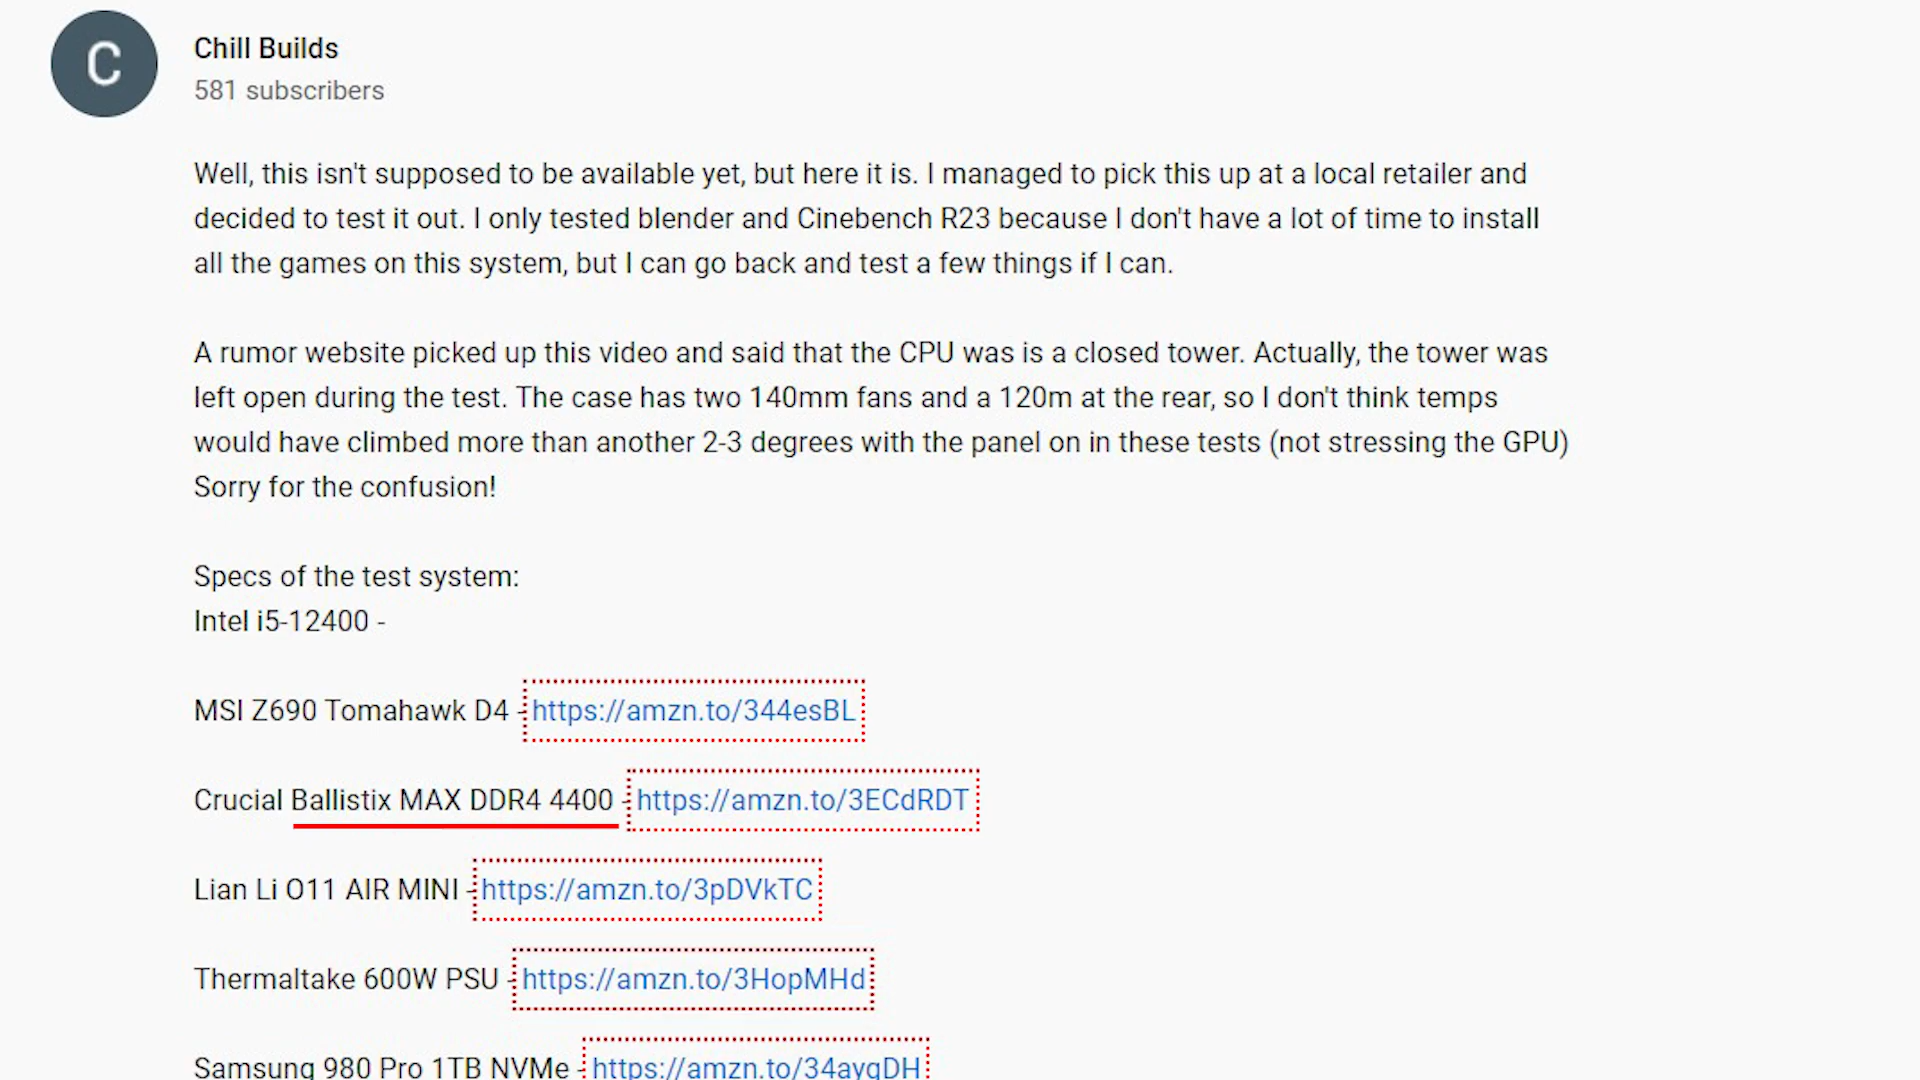 C
Chill Builds
581 subscribers
Well, this isn't supposed to be available yet, but here it is. I managed to pick this up at a local retailer and
decided to test it out. I only tested blender and Cinebench R23 because I don't have a lot of time to install
all the games on this system, but I can go back and test a few things if I can.
A rumor website picked up this video and said that the CPU was is a closed tower. Actually, the tower was
left open during the test. The case has two 140mm fans and a 120m at the rear, so I don't think temps
would have climbed more than another 2-3 degrees with the panel on in these tests (not stressing the GPU)
Sorry for the confusion!
Specs of the test system:
Intel i5-12400 -
MSI Z690 Tomahawk D4 - https://amzn.to/344esBL
Crucial Ballistix MAX DDR4 4400 - https://amzn.to/3ECdRDT
Lian Li O11 AIR MINI - https://amzn.to/3pDVkTC
Thermaltake 600W PSU - https://amzn.to/3HopMHd
Samsung 980 Pro 1TB NVMe - https://amzn.to/34aygDH